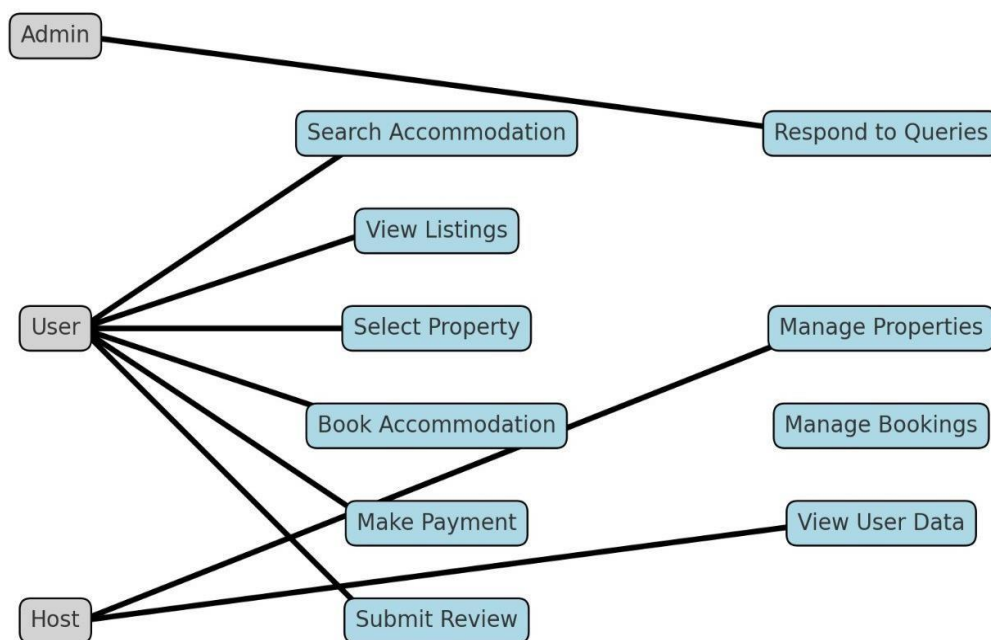 Admin
Search Accommodation
Respond to Queries
View Listings
User
Select Property
Manage Properties
Book Accommodation
Manage Bookings
Make Payment
View User Data
Host
Submit Review